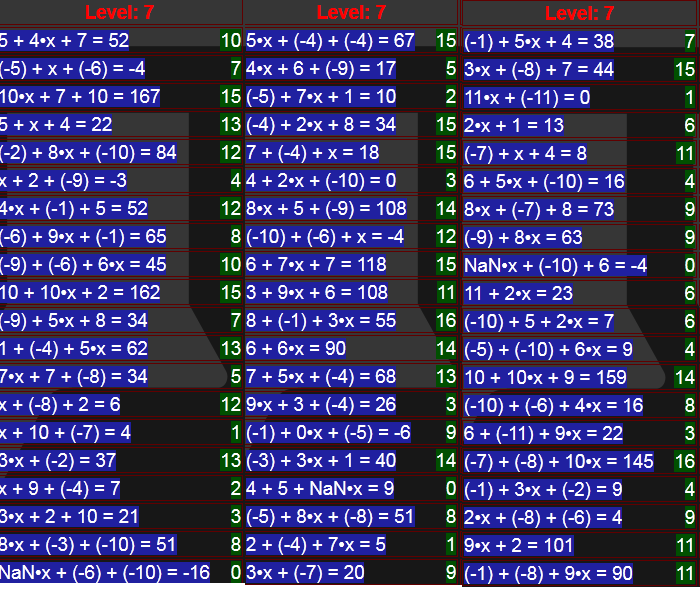 Level: 7
5 + 4•x + 7 = 52 10
(-5) + x + (-6) = -4 7
10•x + 7 + 10 = 167 15
5 + x + 4 = 22 13
(-2) + 8•x + (-10) = 84 12
x + 2 + (-9) = -3 4
4•x + (-1) + 5 = 52 12
(-6) + 9•x + (-1) = 65 8
(-9) + (-6) + 6•x = 45 10
10 + 10•x + 2 = 162 15
(-9) + 5•x + 8 = 34 7
1 + (-4) + 5•x = 62 13
7•x + 7 + (-8) = 34 5
x + (-8) + 2 = 6 12
x + 10 + (-7) = 4 1
3•x + (-2) = 37 13
x + 9 + (-4) = 7 2
3•x + 2 + 10 = 21 3
8•x + (-3) + (-10) = 51 8
NaN•x + (-6) + (-10) = -16 0
Level: 7
5•x + (-4) + (-4) = 67 15
4•x + 6 + (-9) = 17 5
(-5) + 7•x + 1 = 10 2
(-4) + 2•x + 8 = 34 15
7 + (-4) + x = 18 15
4 + 2•x + (-10) = 0 3
8•x + 5 + (-9) = 108 14
(-10) + (-6) + x = -4 12
6 + 7•x + 7 = 118 15
3 + 9•x + 6 = 108 11
8 + (-1) + 3•x = 55 16
6 + 6•x = 90 14
7 + 5•x + (-4) = 68 13
9•x + 3 + (-4) = 26 3
(-1) + 0•x + (-5) = -6 9
(-3) + 3•x + 1 = 40 14
4 + 5 + NaN•x = 9 0
(-5) + 8•x + (-8) = 51 8
2 + (-4) + 7•x = 5 1
3•x + (-7) = 20 9
Level: 7
(-1) + 5•x + 4 = 38 7
3•x + (-8) + 7 = 44 15
11•x + (-11) = 0 1
2•x + 1 = 13 6
(-7) + x + 4 = 8 11
6 + 5•x + (-10) = 16 4
8•x + (-7) + 8 = 73 9
(-9) + 8•x = 63 9
NaN•x + (-10) + 6 = -4 0
11 + 2•x = 23 6
(-10) + 5 + 2•x = 7 6
(-5) + (-10) + 6•x = 9 4
10 + 10•x + 9 = 159 14
(-10) + (-6) + 4•x = 16 8
6 + (-11) + 9•x = 22 3
(-7) + (-8) + 10•x = 145 16
(-1) + 3•x + (-2) = 9 4
2•x + (-8) + (-6) = 4 9
9•x + 2 = 101 11
(-1) + (-8) + 9•x = 90 11